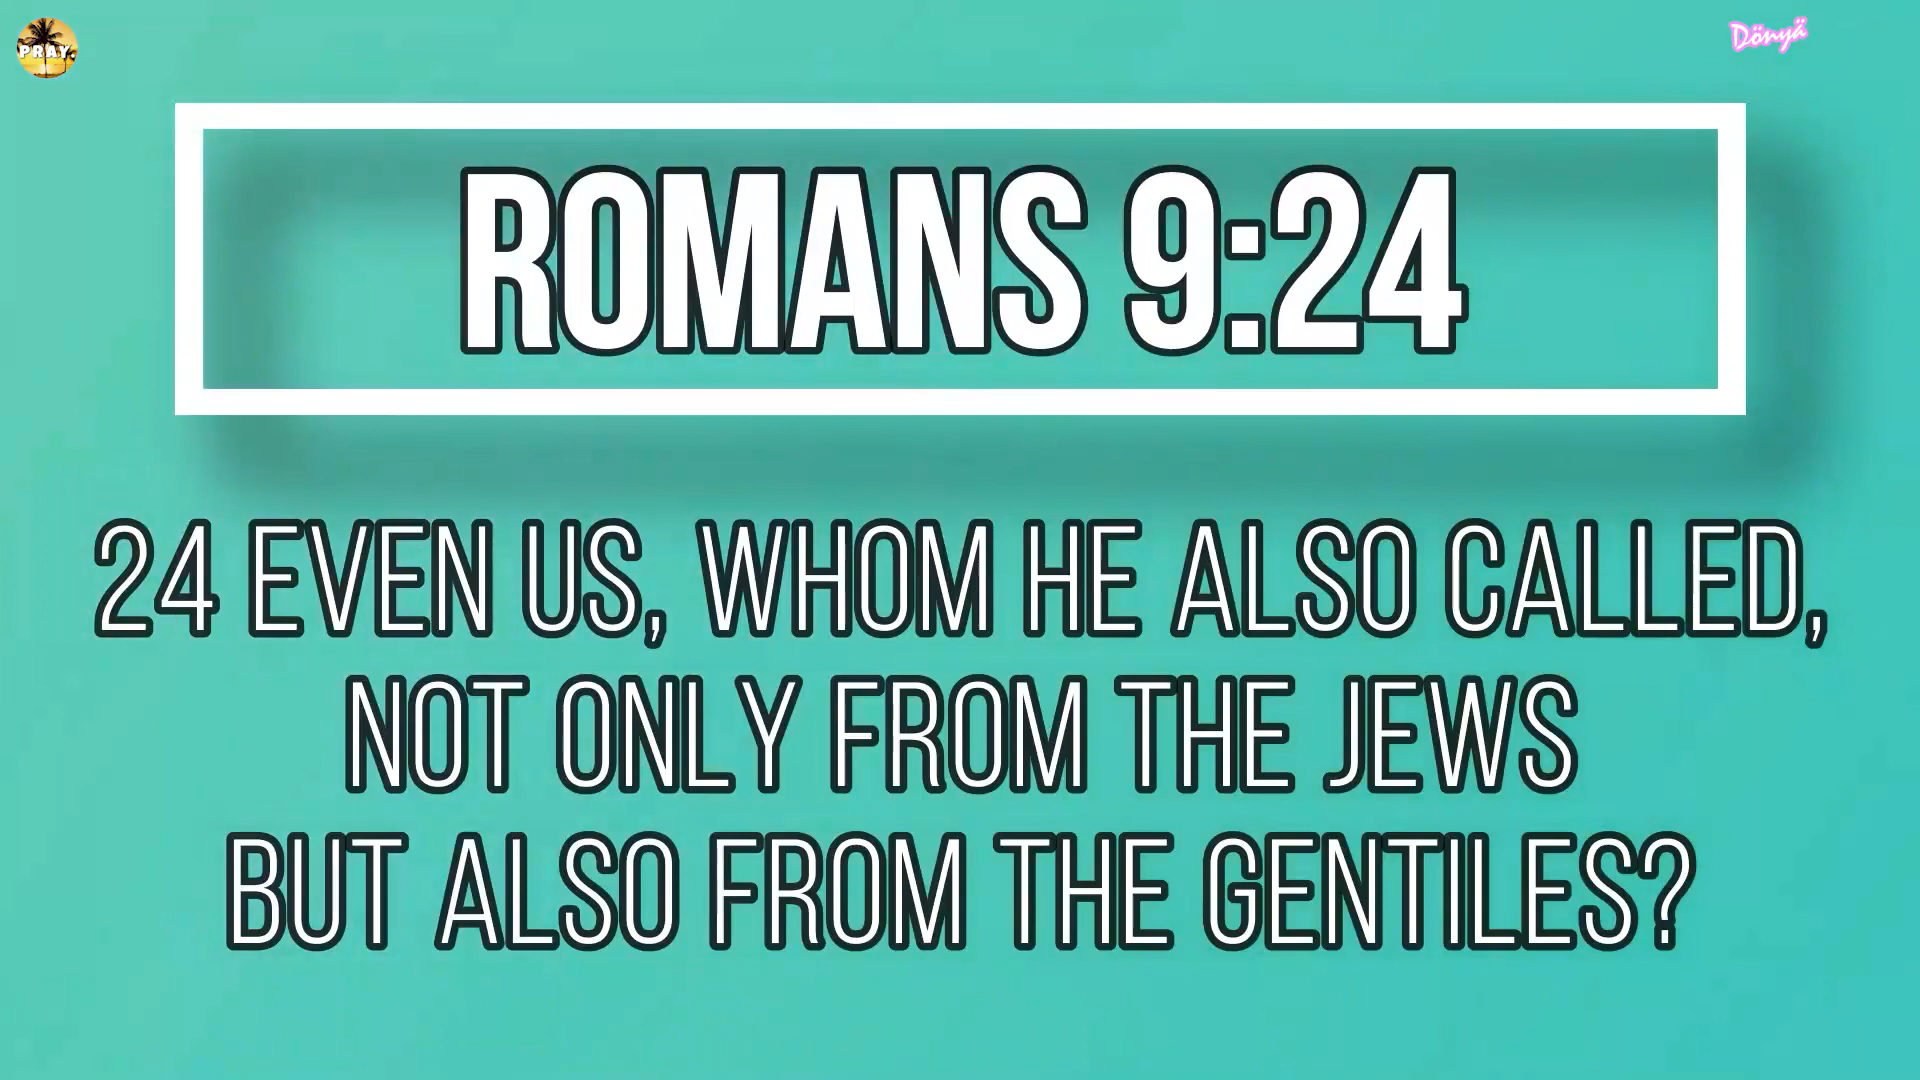 PRAY.
Dönyä
ROMANS 9:24
24 EVEN US, WHOM HE ALSO CALLED,
NOT ONLY FROM THE JEWS
BUT ALSO FROM THE GENTILES?